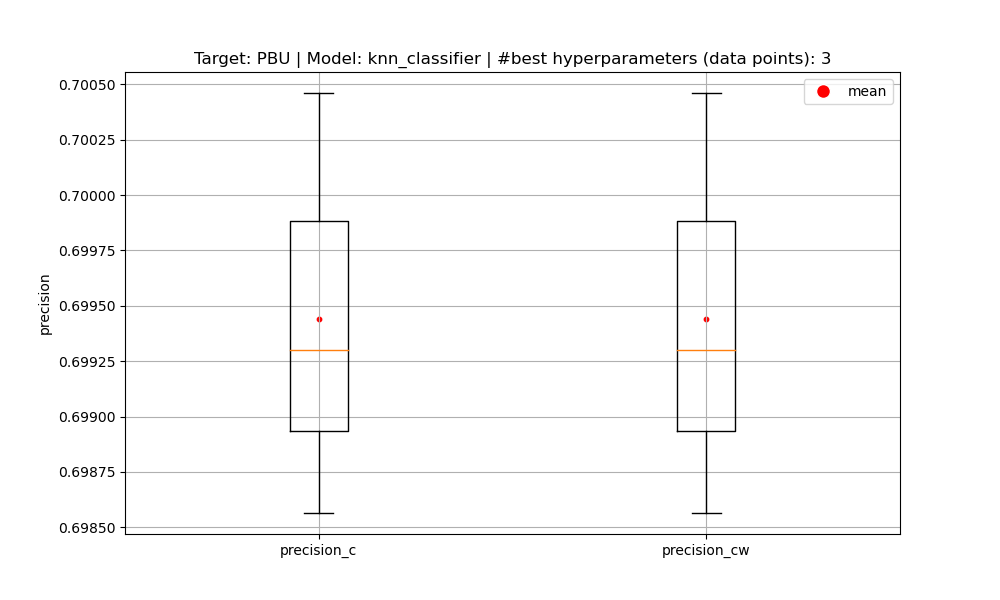 Target: PBU | Model: knn_classifier | #best hyperparameters (data points): 3
mean
precision
0.70050
0.70025
0.70000
0.69975
0.69950
0.69925
0.69900
0.69875
0.69850
precision_c
precision_cw